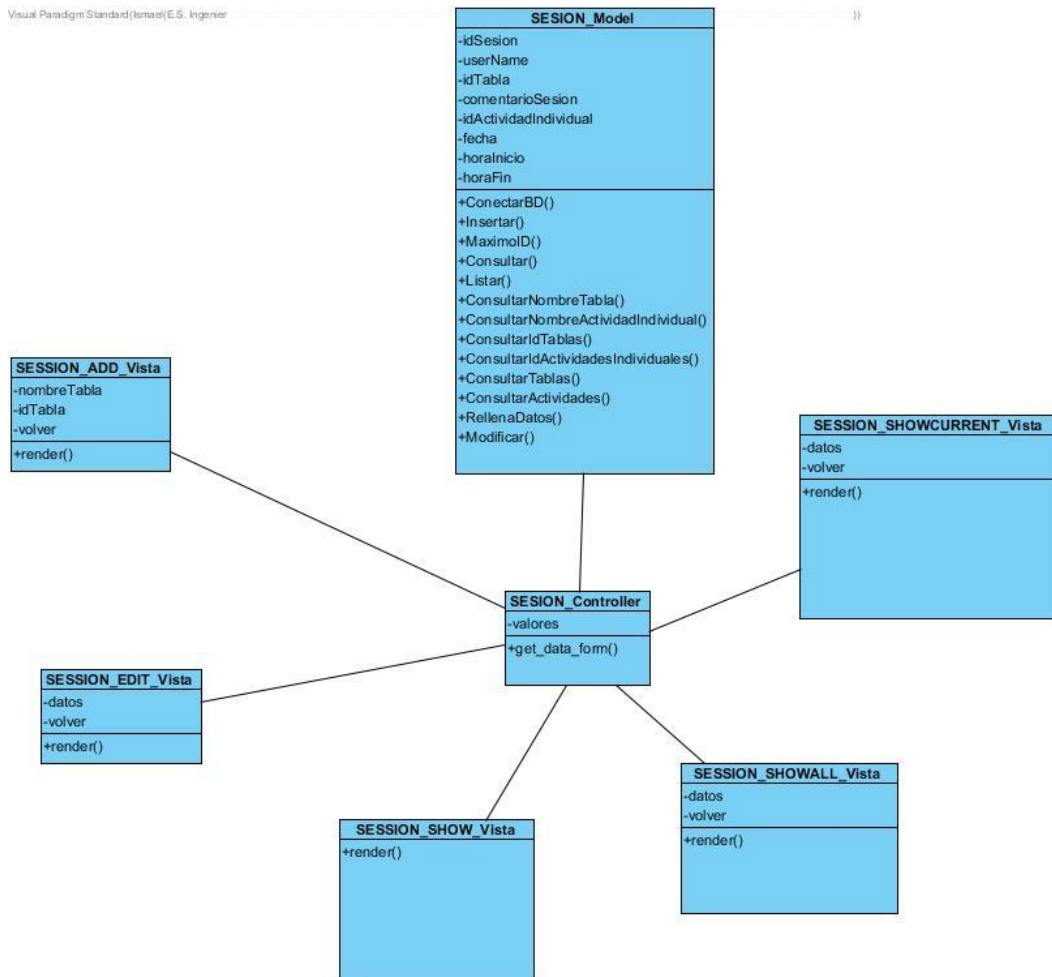 Visual Paradigm Standard(Ismael(E.S. Ingenier
))
SESION_Model
-idSesion
-userName
-idTabla
-comentarioSesion
-idActividadIndividual
-fecha
-horaInicio
-horaFin
+ConectarBD()
+Insertar()
+MaximoID()
+Consultar()
+Listar()
+ConsultarNombreTabla()
+ConsultarNombreActividadIndividual()
+ConsultarIdTablas()
+ConsultarIdActividadesIndividuales()
+ConsultarTablas()
+ConsultarActividades()
+RellenaDatos()
+Modificar()
SESSION_ADD_Vista
-nombreTabla
-idTabla
-volver
+render()
SESSION_SHOWCURRENT_Vista
-datos
-volver
+render()
SESION_Controller
-valores
+get_data_form()
SESSION_EDIT_Vista
-datos
-volver
+render()
SESSION_SHOWALL_Vista
-datos
-volver
+render()
SESSION_SHOW_Vista
+render()